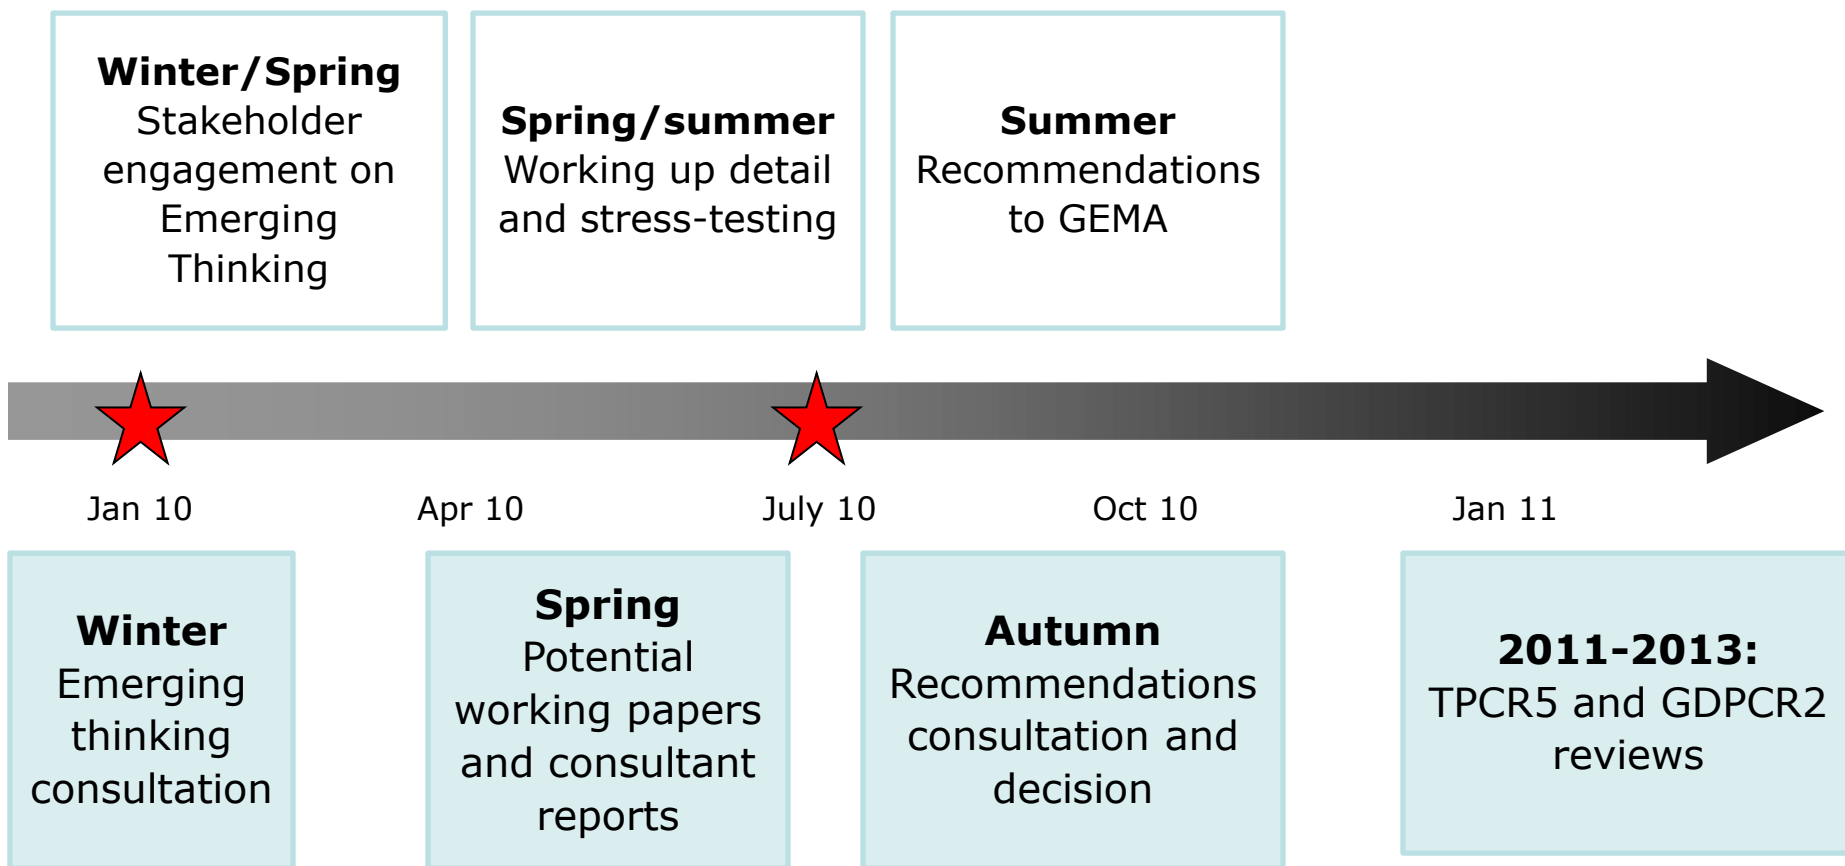 Winter/Spring
Stakeholder
engagement on
Emerging
Thinking
Spring/summer
Working up detail
and stress-testing
Summer
Recommendations
to GEMA
Jan 10
Apr 10
July 10
Oct 10
Jan 11
Winter
Emerging
thinking
consultation
Spring
Potential
working papers
and consultant
reports
Autumn
Recommendations
consultation and
decision
2011-2013:
TPCR5 and GDPCR2
reviews